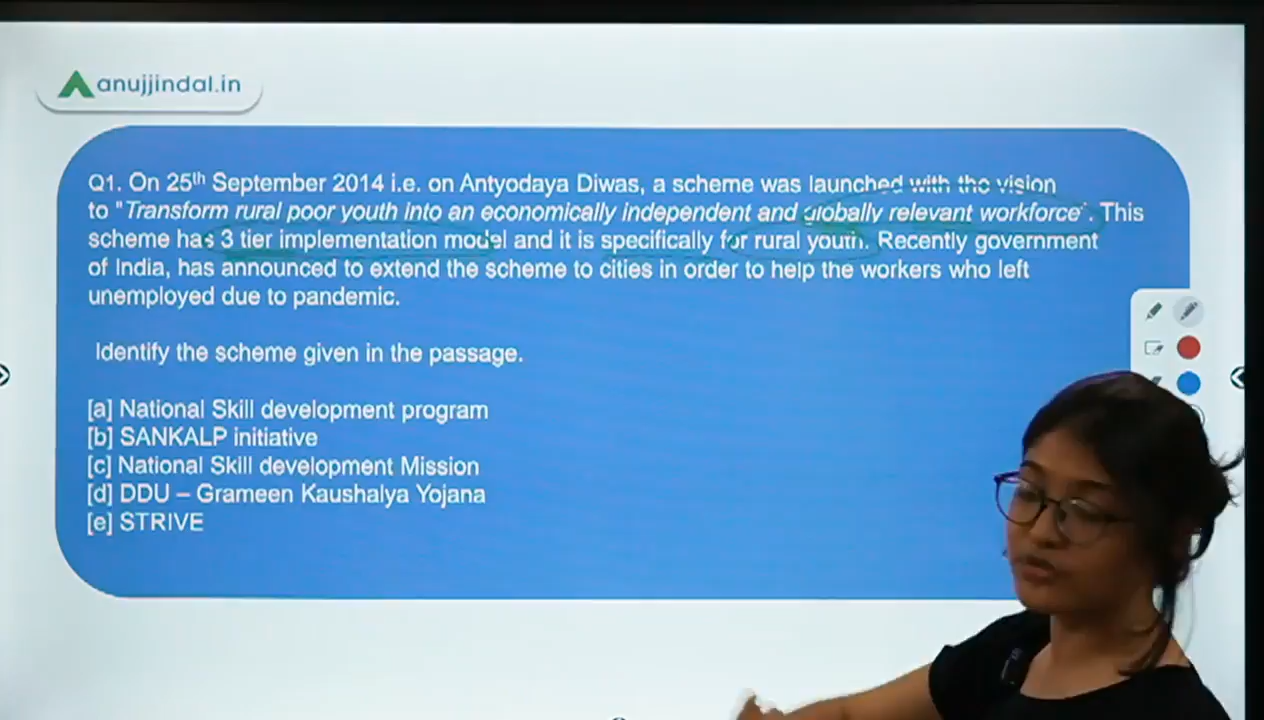 anujjindal.in
Q1. On 25th September 2014 i.e. on Antyodaya Diwas, a scheme was launched with the vision
to "Transform rural poor youth into an economically independent and globally relevant workforce". This
scheme has 3 tier implementation model and it is specifically for rural youth. Recently government
of India, has announced to extend the scheme to cities in order to help the workers who left
unemployed due to pandemic.
Identify the scheme given in the passage.
[a] National Skill development program
[b] SANKALP initiative
[c] National Skill development Mission
[d] DDU – Grameen Kaushalya Yojana
[e] STRIVE